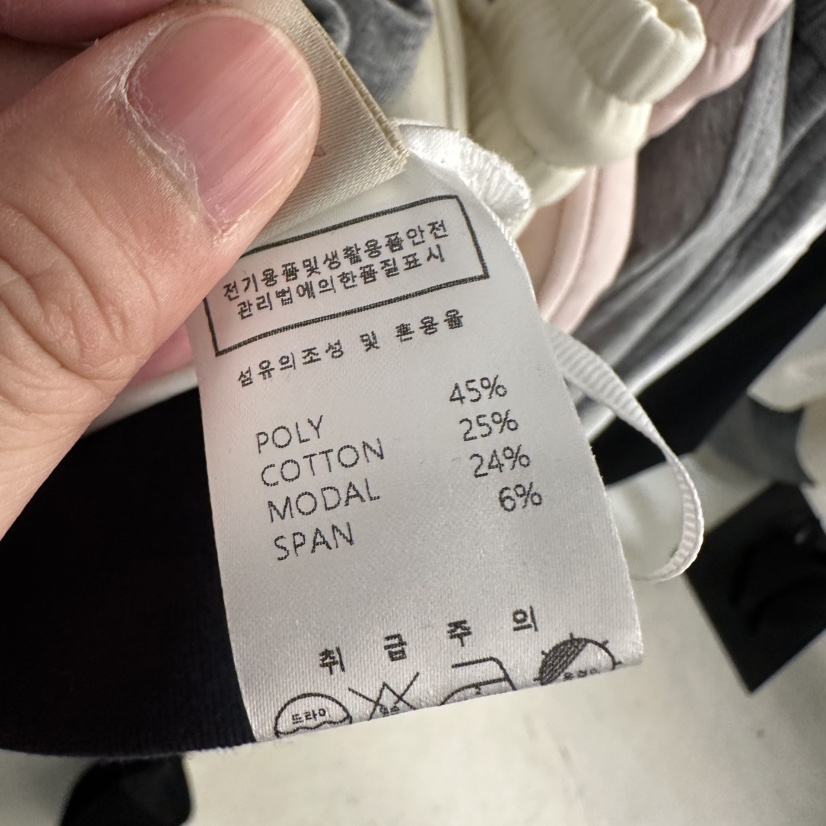 전기용품및생활용품안전
관리법에의한품질표시
섬유의조성 및 혼용율
POLY 45%
COTTON 25%
MODAL 24%
SPAN 6%
취 급 주 의
드라이